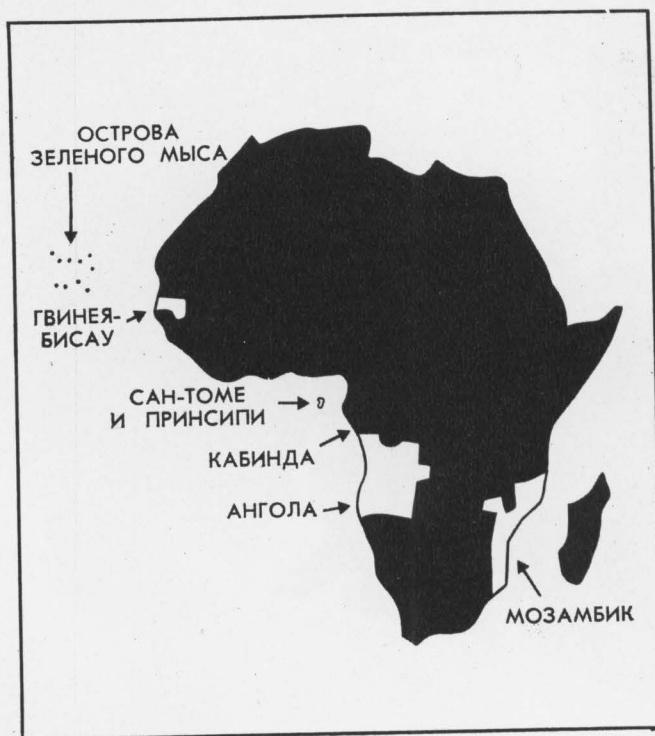 ОСТРОВА
ЗЕЛЕНОГО МЫСА
ГВИНЕЯ-
БИСАУ
САН-ТОМЕ
И ПРИНСИПИ
КАБИНДА
АНГОЛА
МОЗАМБИК